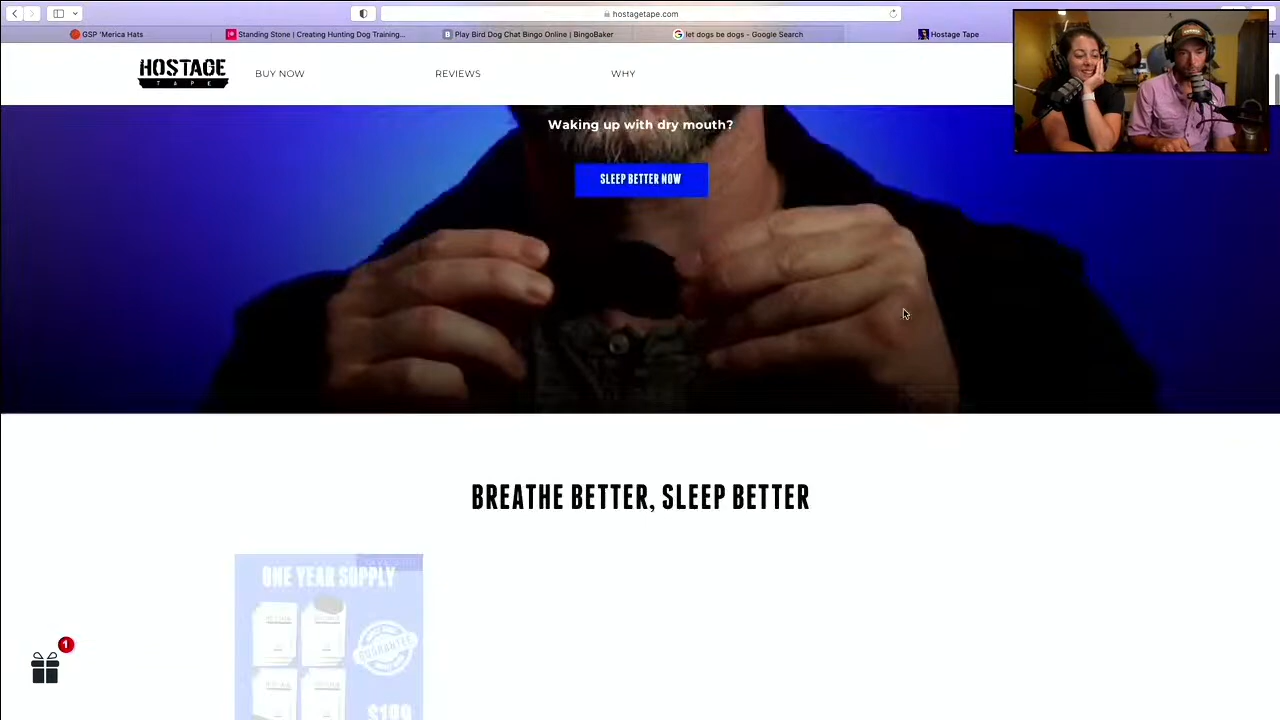 hostagetape.com
GSP 'Merica Hats
Standing Stone | Creating Hunting Dog Training...
Play Bird Dog Chat Bingo Online | BingoBaker
let dogs be dogs - Google Search
Hostage Tape
HOSTAGE
TAPE
BUY NOW
REVIEWS
WHY
Waking up with dry mouth?
SLEEP BETTER NOW
BREATHE BETTER, SLEEP BETTER
ONE YEAR SUPPLY
GUARANTEE
$199
1